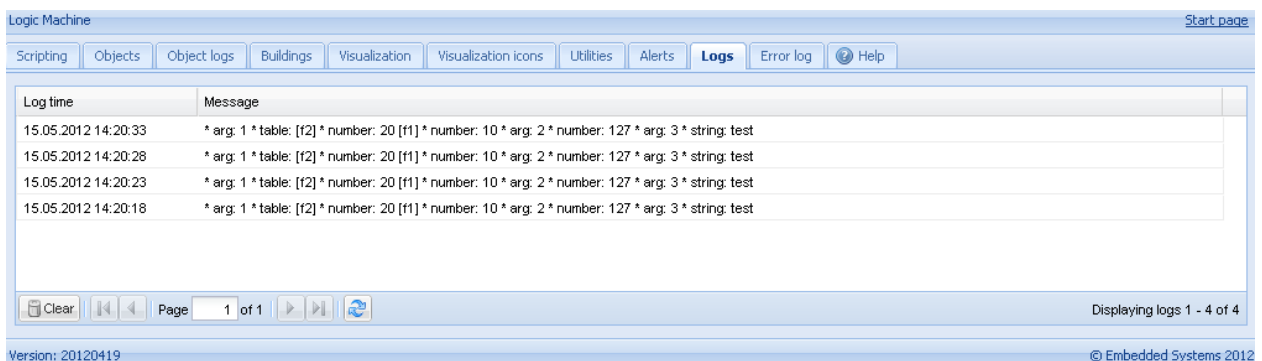 Logic Machine Start page
Scripting Objects Object logs Buildings Visualization Visualization icons Utilities Alerts Logs Error log Help
Log time Message
15.05.2012 14:20:33 * arg: 1 * table: [f2] * number: 20 [f1] * number: 10 * arg: 2 * number: 127 * arg: 3 * string: test
15.05.2012 14:20:28 * arg: 1 * table: [f2] * number: 20 [f1] * number: 10 * arg: 2 * number: 127 * arg: 3 * string: test
15.05.2012 14:20:23 * arg: 1 * table: [f2] * number: 20 [f1] * number: 10 * arg: 2 * number: 127 * arg: 3 * string: test
15.05.2012 14:20:18 * arg: 1 * table: [f2] * number: 20 [f1] * number: 10 * arg: 2 * number: 127 * arg: 3 * string: test
Clear Page 1 of 1 Displaying logs 1 - 4 of 4
Version: 20120419 © Embedded Systems 2012